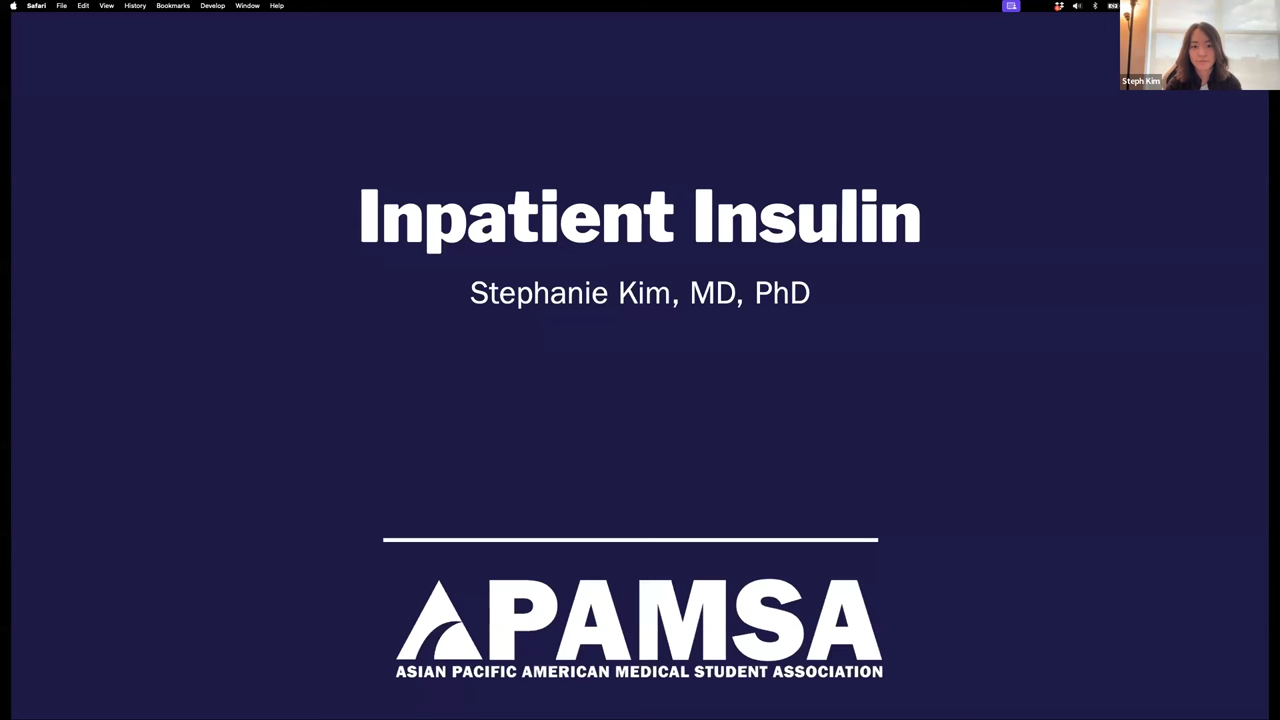 Safari File Edit View History Bookmarks Develop Window Help
Steph Kim
Inpatient Insulin
Stephanie Kim, MD, PhD
APAMSA
ASIAN PACIFIC AMERICAN MEDICAL STUDENT ASSOCIATION